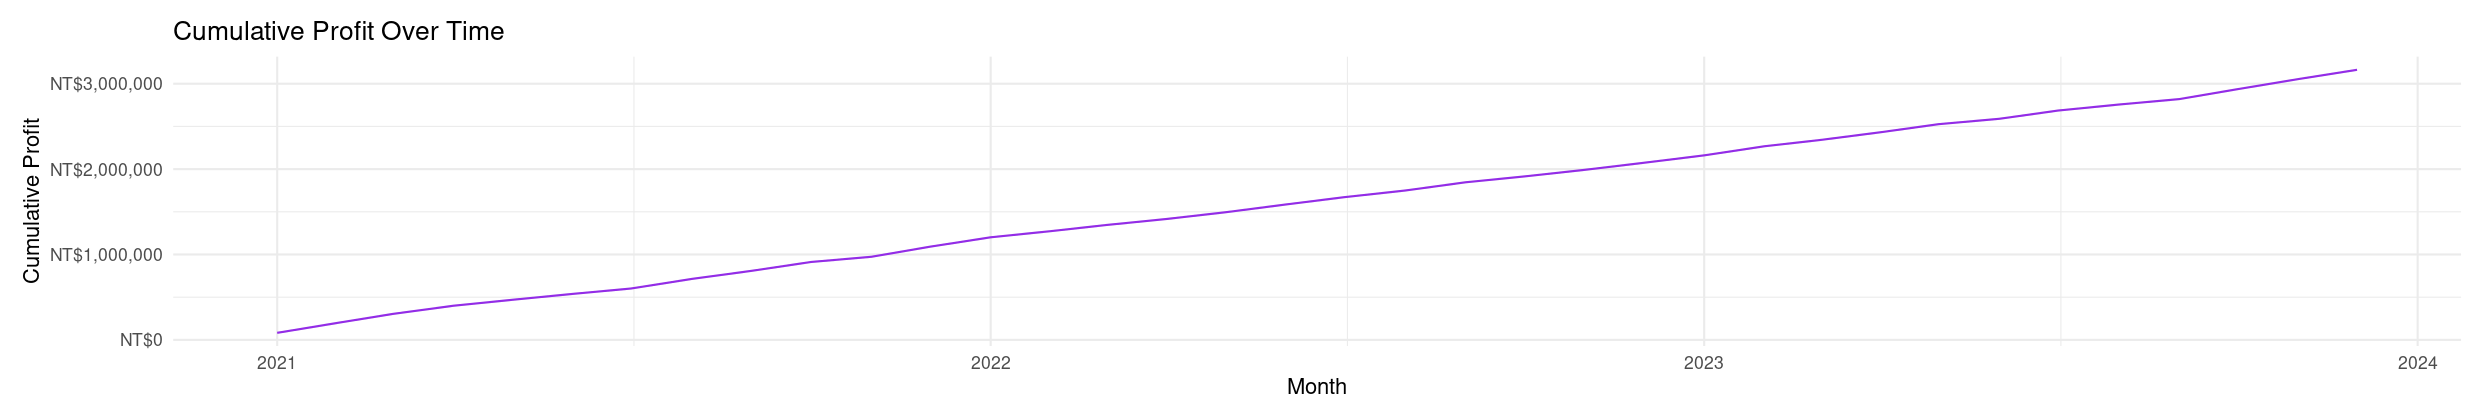 Cumulative Profit Over Time
Cumulative Profit
NT$3,000,000
NT$2,000,000
NT$1,000,000
NT$0
2021
2022
2023
2024
Month